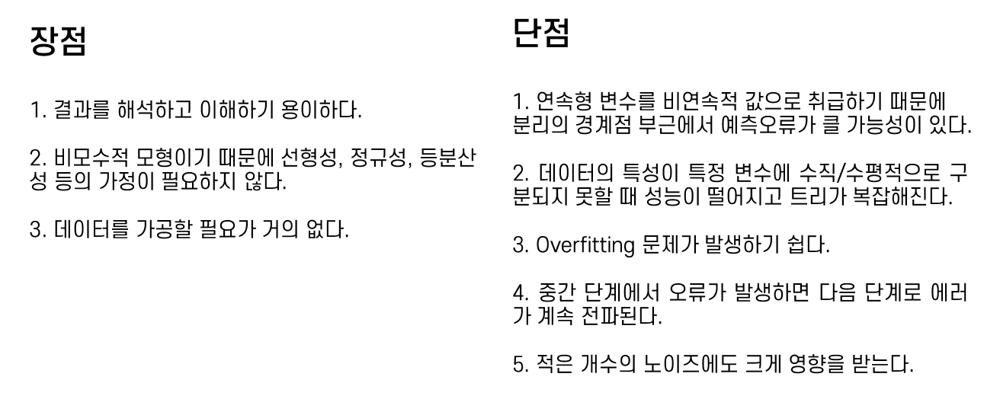 장점
1. 결과를 해석하고 이해하기 용이하다.
2. 비모수적 모형이기 때문에 선형성, 정규성, 등분산
성 등의 가정이 필요하지 않다.
3. 데이터를 가공할 필요가 거의 없다.
단점
1. 연속형 변수를 비연속적 값으로 취급하기 때문에
분리의 경계점 부근에서 예측오류가 클 가능성이 있다.
2. 데이터의 특성이 특정 변수에 수직/수평적으로 구
분되지 못할 때 성능이 떨어지고 트리가 복잡해진다.
3. Overfitting 문제가 발생하기 쉽다.
4. 중간 단계에서 오류가 발생하면 다음 단계로 에러
가 계속 전파된다.
5. 적은 개수의 노이즈에도 크게 영향을 받는다.